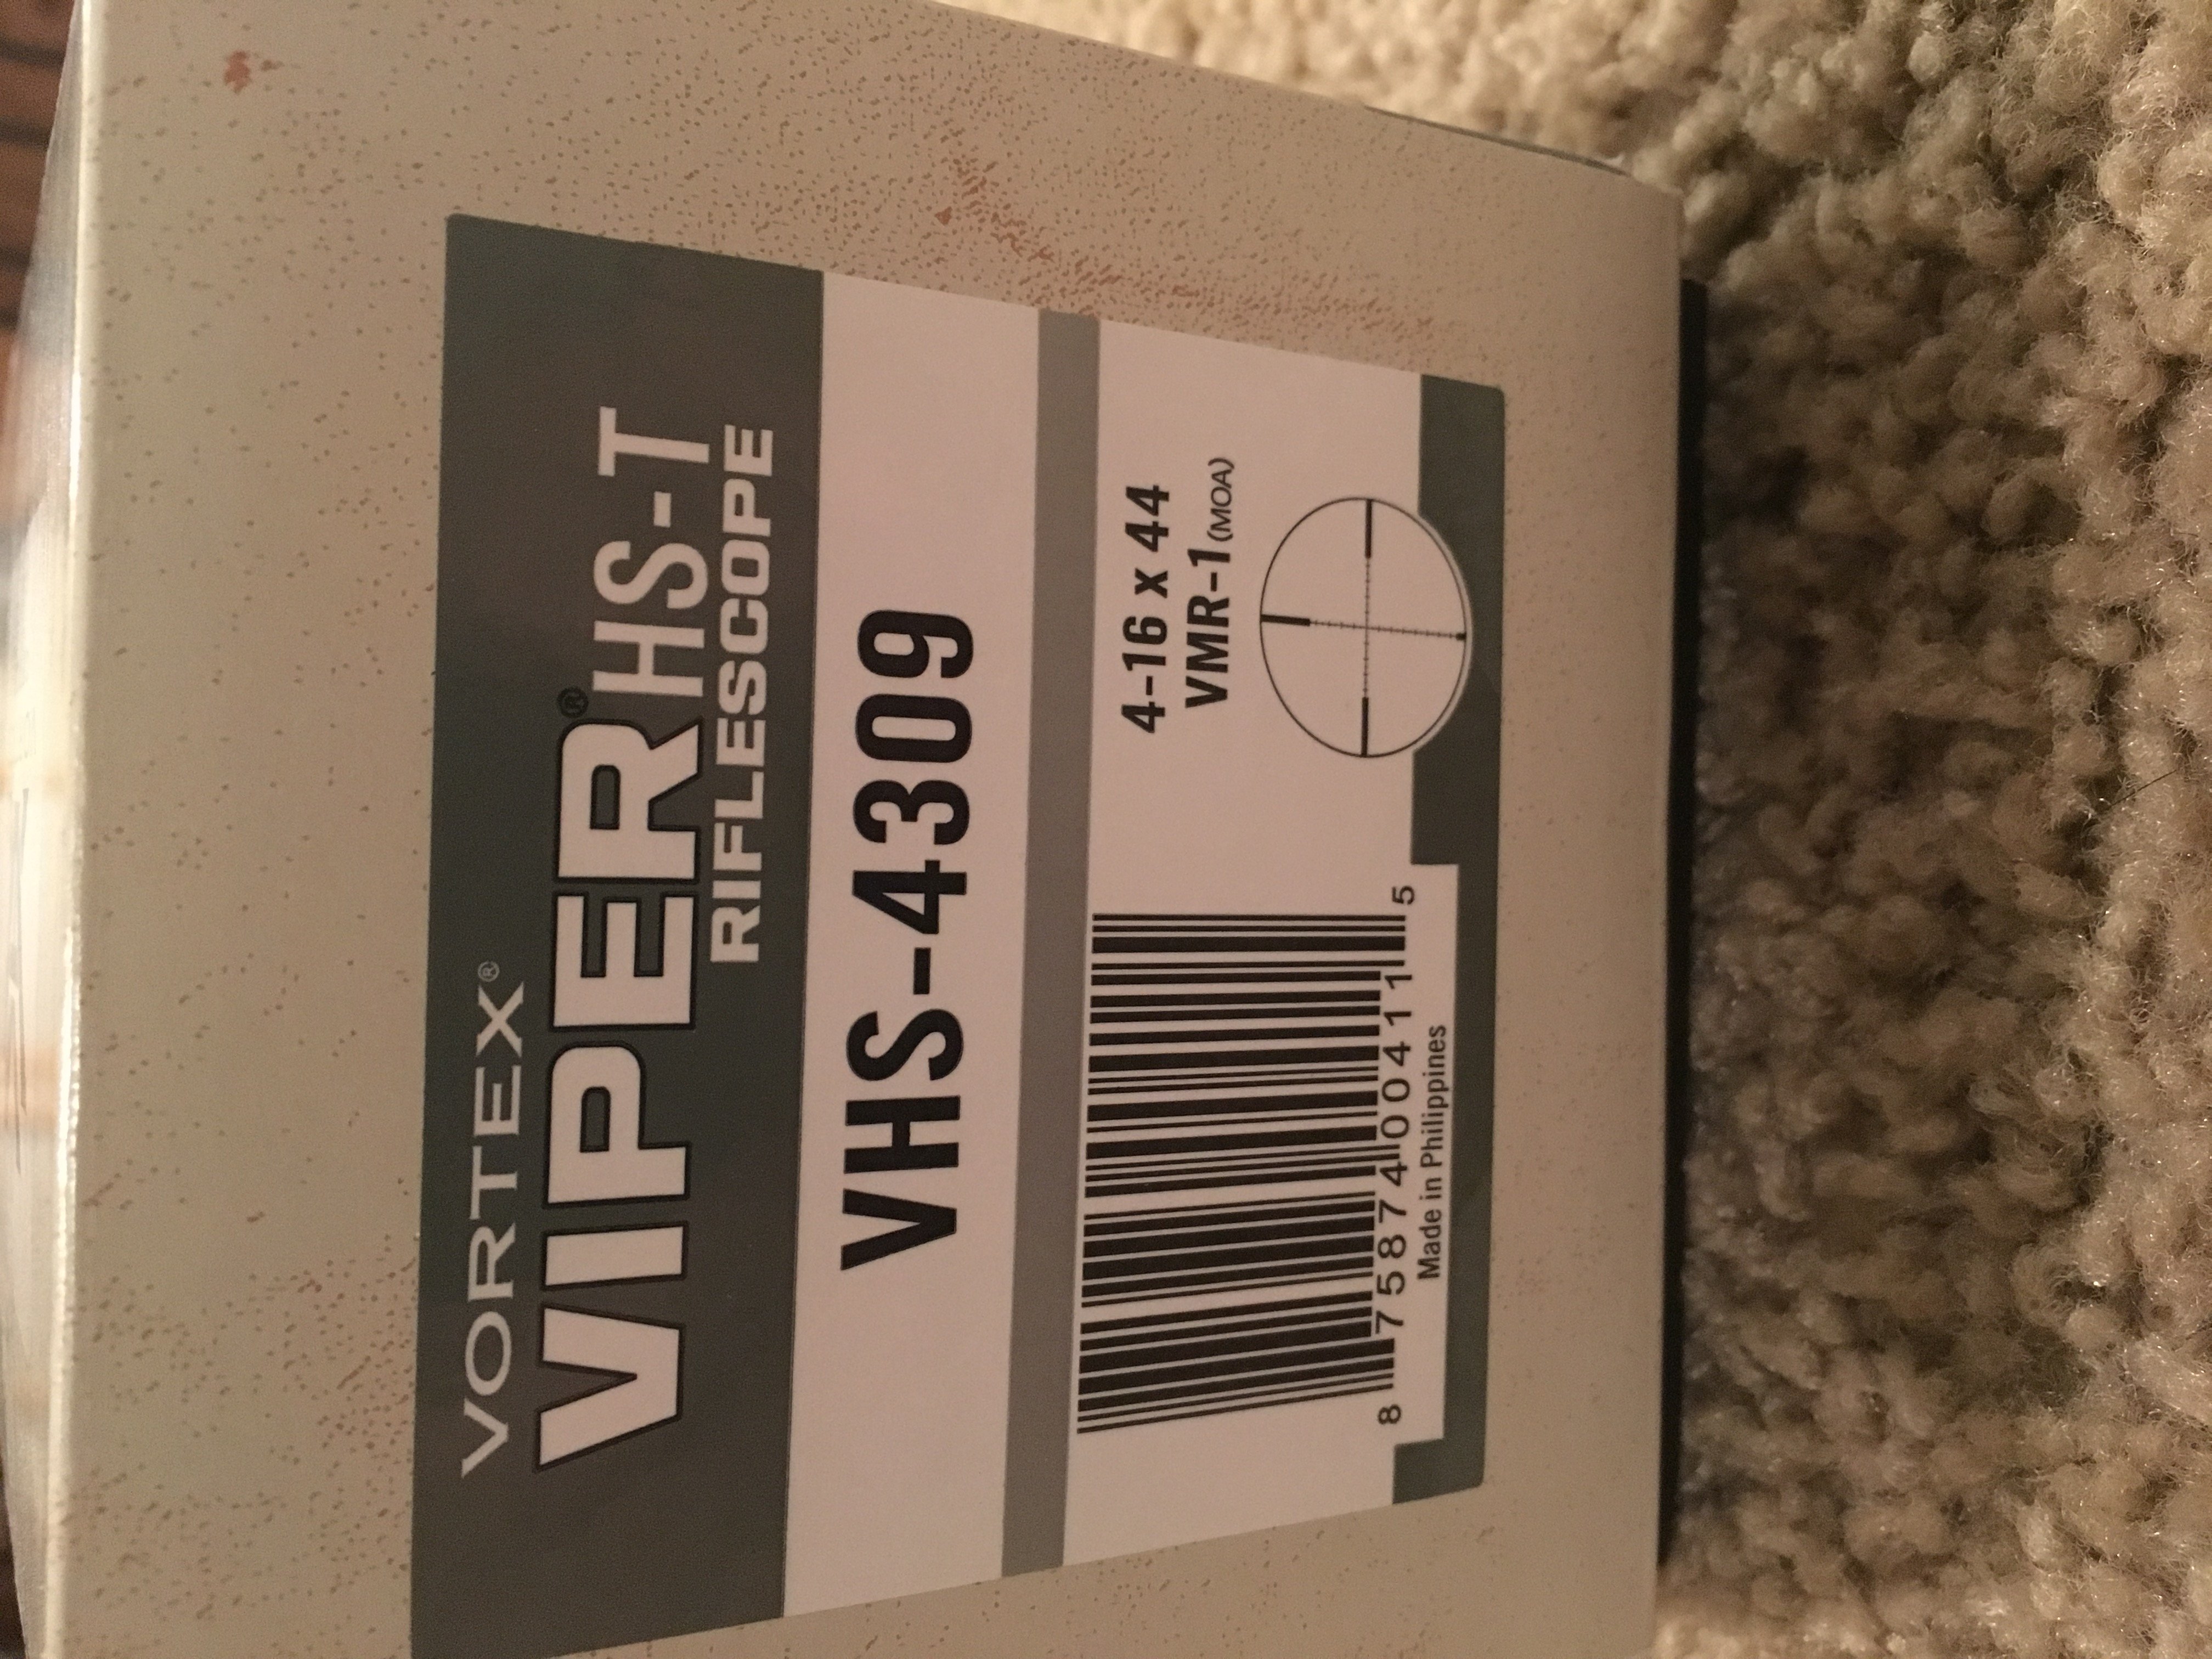 VORTEX®
VIPER® HS-T
RIFLESCOPE
VHS-4309
4-16 x 44
VMR-1 (MOA)
8 75874 00411 5
Made in Philippines